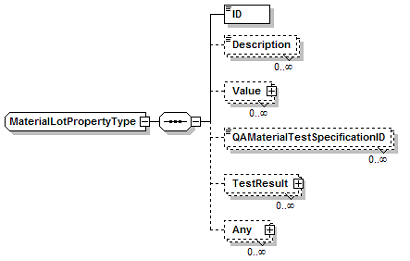 ID
Description
0..∞
Value
0..∞
MaterialLotPropertyType
QAMaterialTestSpecificationID
0..∞
TestResult
0..∞
Any
0..∞